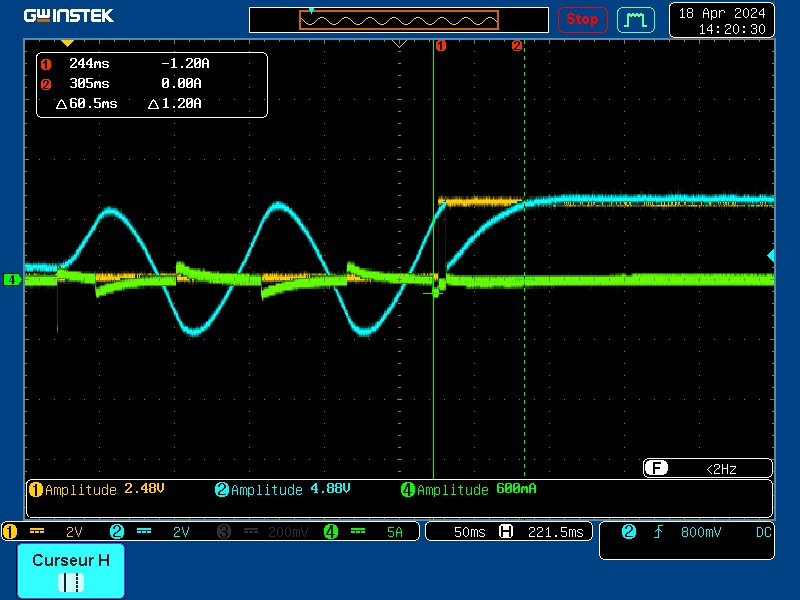 GWINSTEK
Stop
18 Apr 2024
14:20:30
1 2
1 244ms -1.20A
2 305ms 0.00A
△60.5ms △1.20A
4
F <2Hz
1 Amplitude 2.48V 2 Amplitude 4.88V 4 Amplitude 600mA
1 2V 2 2V 3 200mV 4 5A 50ms H 221.5ms 2 800mV DC
Curseur H